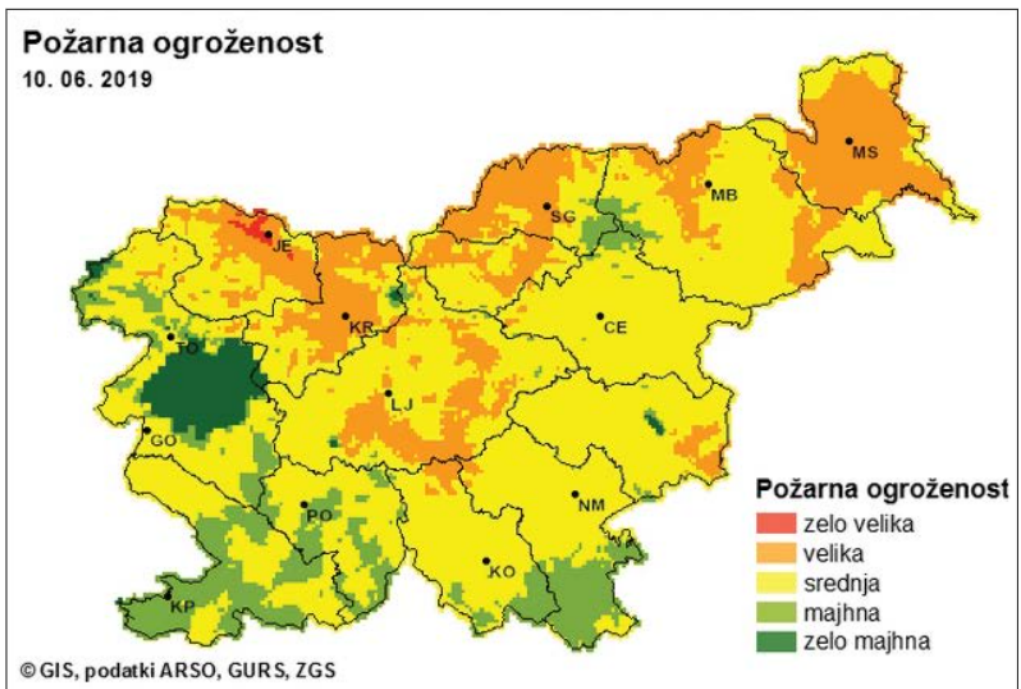 Požarna ogroženost
10. 06. 2019
MS
MB
SG
JE
KR
CE
TO
LJ
GO
NM
PO
KO
KP
Požarna ogroženost
zelo velika
velika
srednja
majhna
zelo majhna
© GIS, podatki ARSO, GURS, ZGS